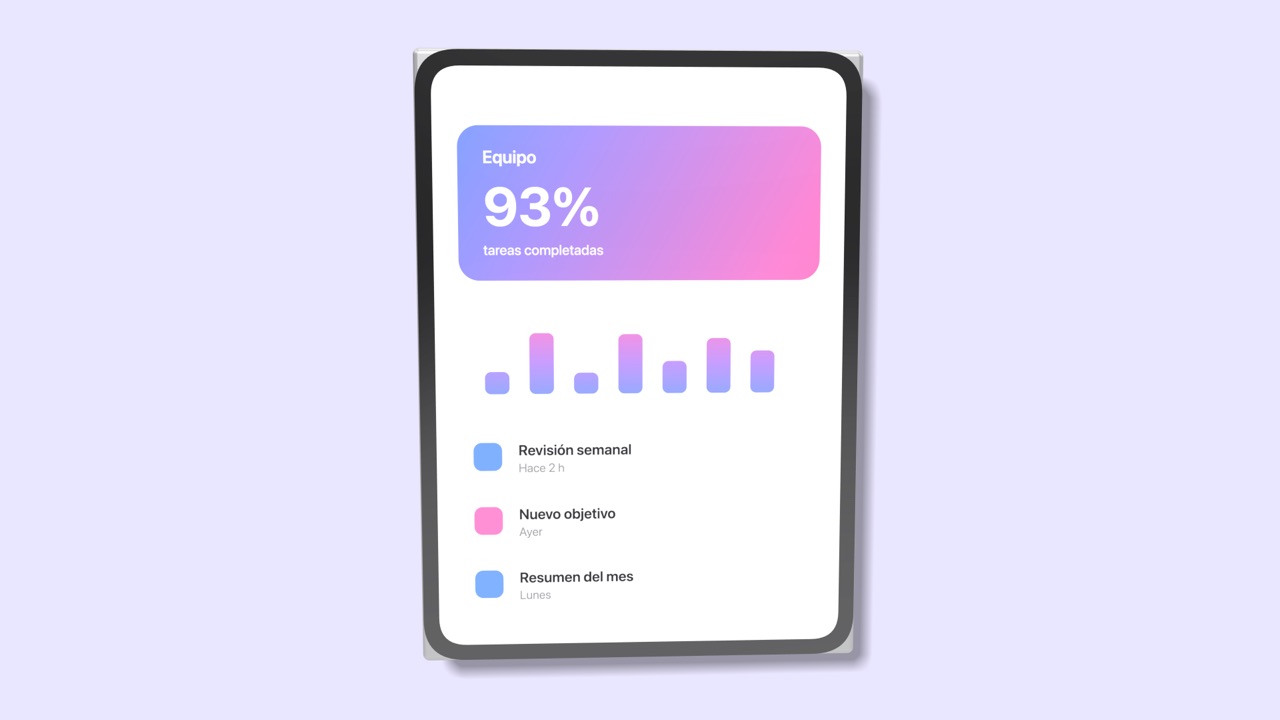 Equipo
93%
tareas completadas
Revisión semanal
Hace 2 h
Nuevo objetivo
Ayer
Resumen del mes
Lunes